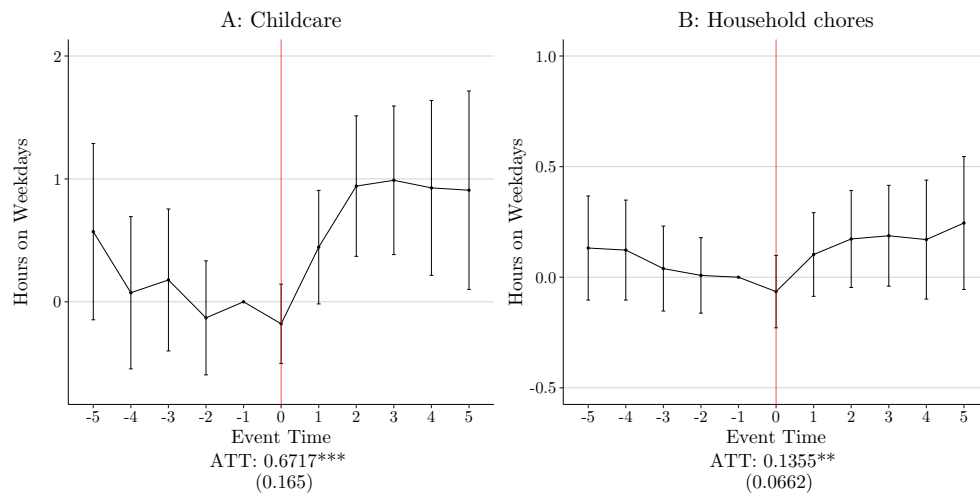 A: Childcare
Hours on Weekdays
2
1
0
-5 -4 -3 -2 -1 0 1 2 3 4 5
Event Time
ATT: 0.6717***
(0.165)
B: Household chores
Hours on Weekdays
1.0
0.5
0.0
-0.5
-5 -4 -3 -2 -1 0 1 2 3 4 5
Event Time
ATT: 0.1355**
(0.0662)